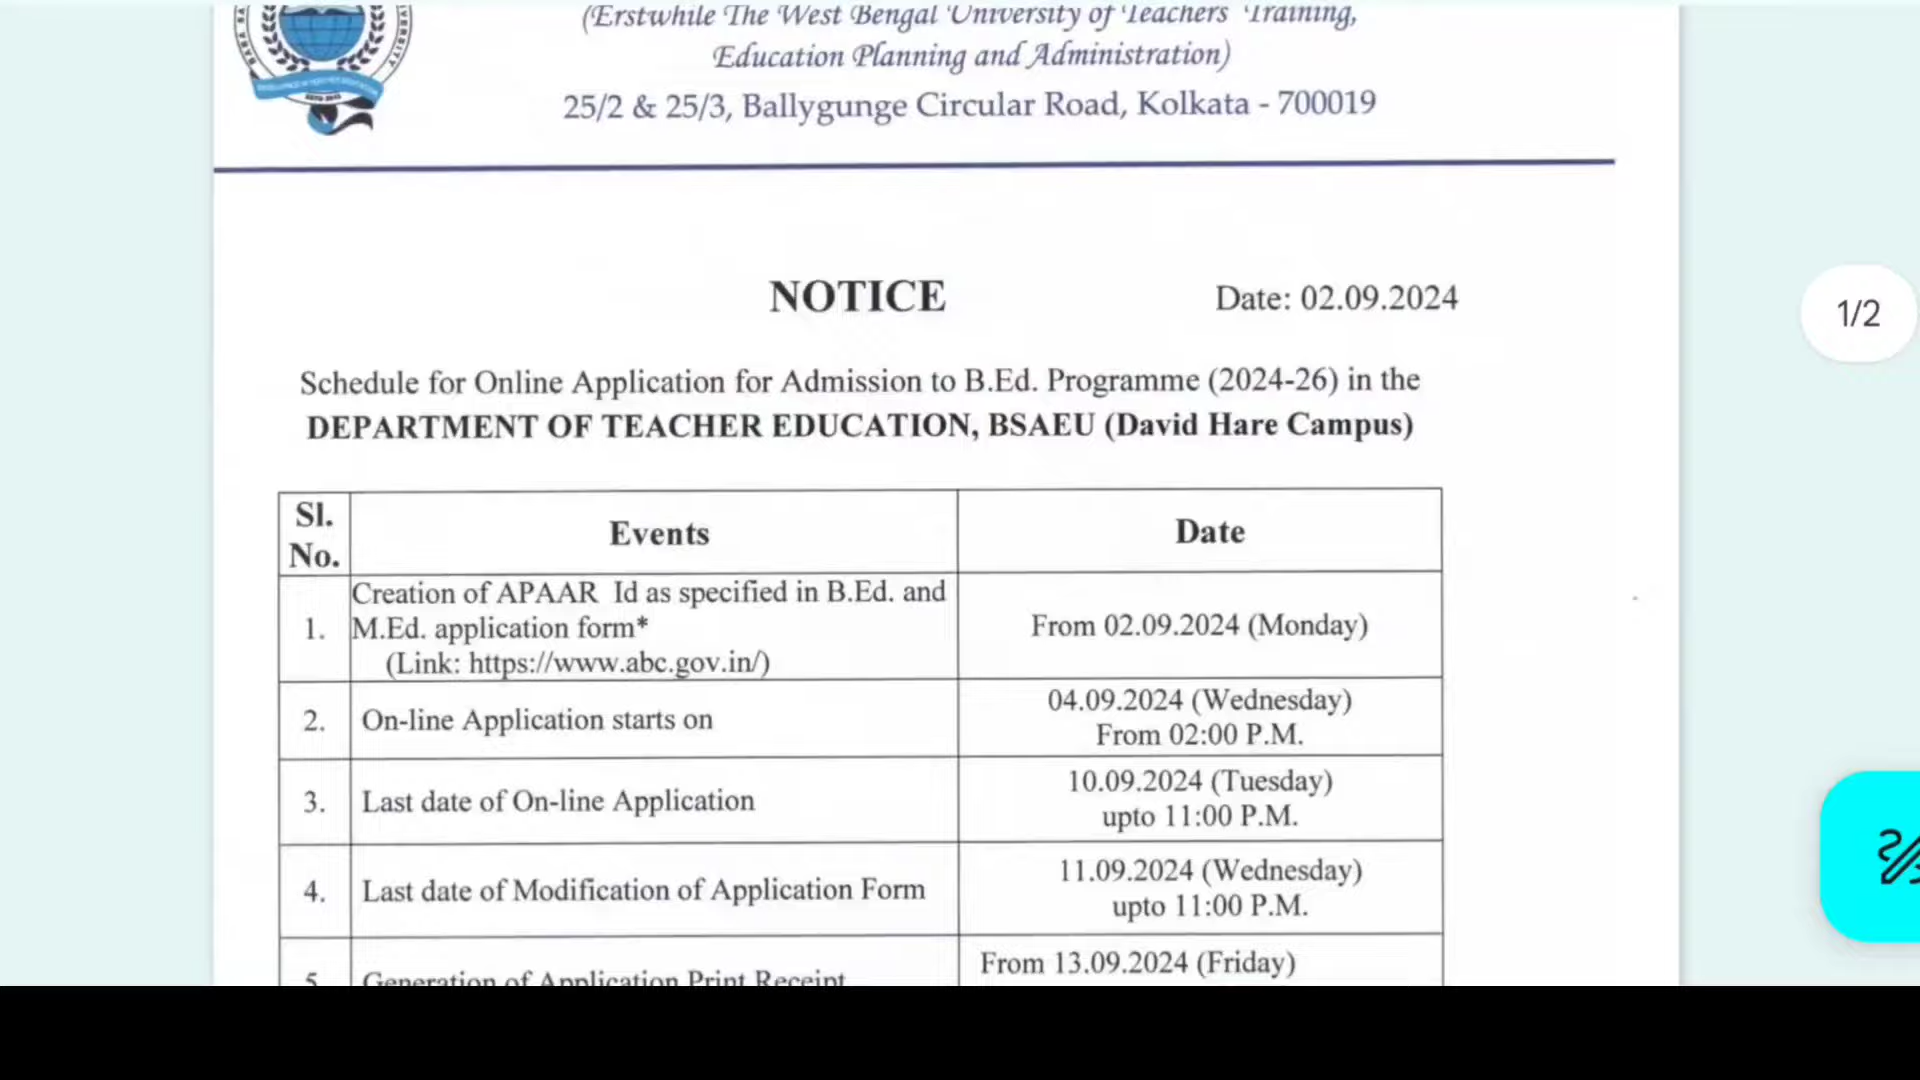 (Erstwhile The West Bengal University of Teachers' Training,
Education Planning and Administration)
25/2 & 25/3, Ballygunge Circular Road, Kolkata - 700019
NOTICE
Date: 02.09.2024
1/2
Schedule for Online Application for Admission to B.Ed. Programme (2024-26) in the
DEPARTMENT OF TEACHER EDUCATION, BSAEU (David Hare Campus)
Sl.
No.
Events
Date
1.
Creation of APAAR Id as specified in B.Ed. and
M.Ed. application form*
(Link: https://www.abc.gov.in/)
From 02.09.2024 (Monday)
2.
On-line Application starts on
04.09.2024 (Wednesday)
From 02:00 P.M.
3.
Last date of On-line Application
10.09.2024 (Tuesday)
upto 11:00 P.M.
4.
Last date of Modification of Application Form
11.09.2024 (Wednesday)
upto 11:00 P.M.
5.
Generation of Application Print Receipt
From 13.09.2024 (Friday)